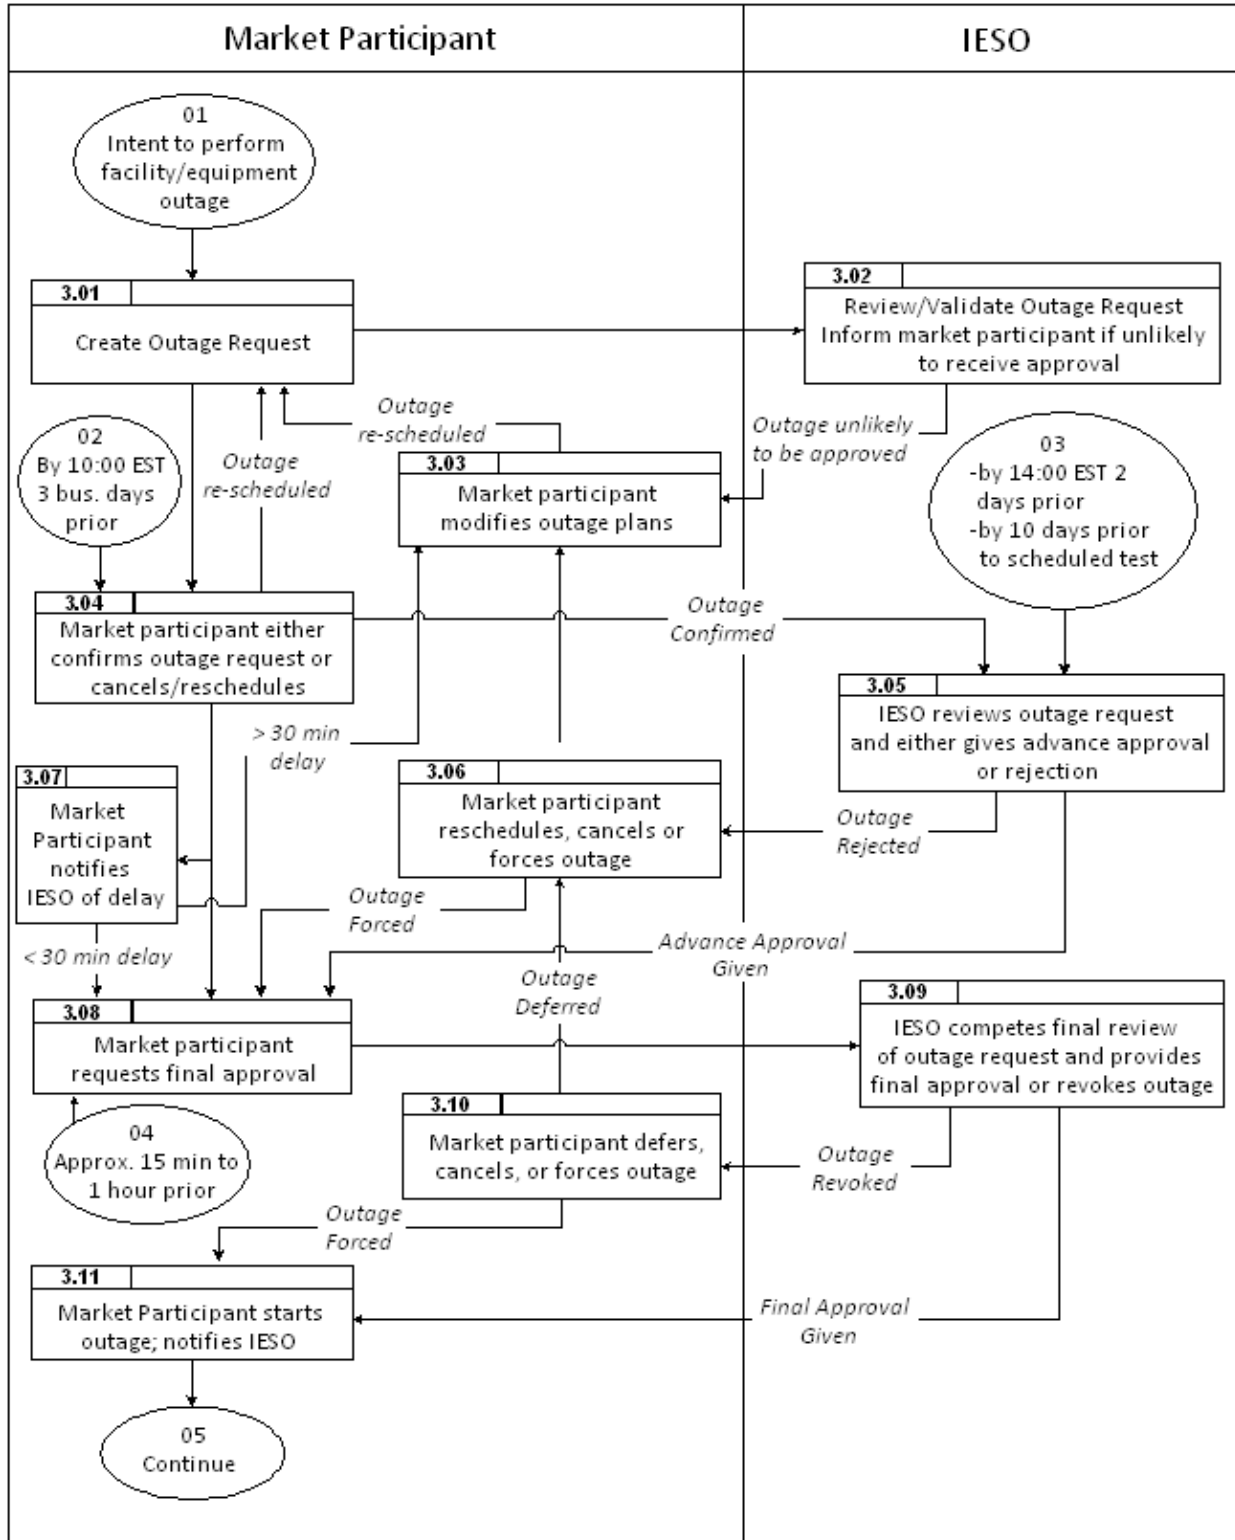 Market Participant
IESO
01
Intent to perform
facility/equipment
outage
3.01
Create Outage Request
3.02
Review/Validate Outage Request
Inform market participant if unlikely
to receive approval
Outage
re-scheduled
Outage unlikely
to be approved
02
By 10:00 EST
3 bus. days
prior
Outage
re-scheduled
3.03
Market participant
modifies outage plans
03
-by 14:00 EST 2
days prior
-by 10 days prior
to scheduled test
3.04
Market participant either
confirms outage request or
cancels/reschedules
Outage
Confirmed
3.05
IESO reviews outage request
and either gives advance approval
or rejection
> 30 min
delay
3.06
Market participant
reschedules, cancels or
forces outage
Outage
Rejected
3.07
Market
Participant
notifies
IESO of delay
Outage
Forced
< 30 min delay
Advance Approval
Given
Outage
Deferred
3.08
Market participant
requests final approval
3.09
IESO competes final review
of outage request and provides
final approval or revokes outage
3.10
Market participant defers,
cancels, or forces outage
04
Approx. 15 min to
1 hour prior
Outage
Revoked
Outage
Forced
3.11
Market Participant starts
outage; notifies IESO
Final Approval
Given
05
Continue